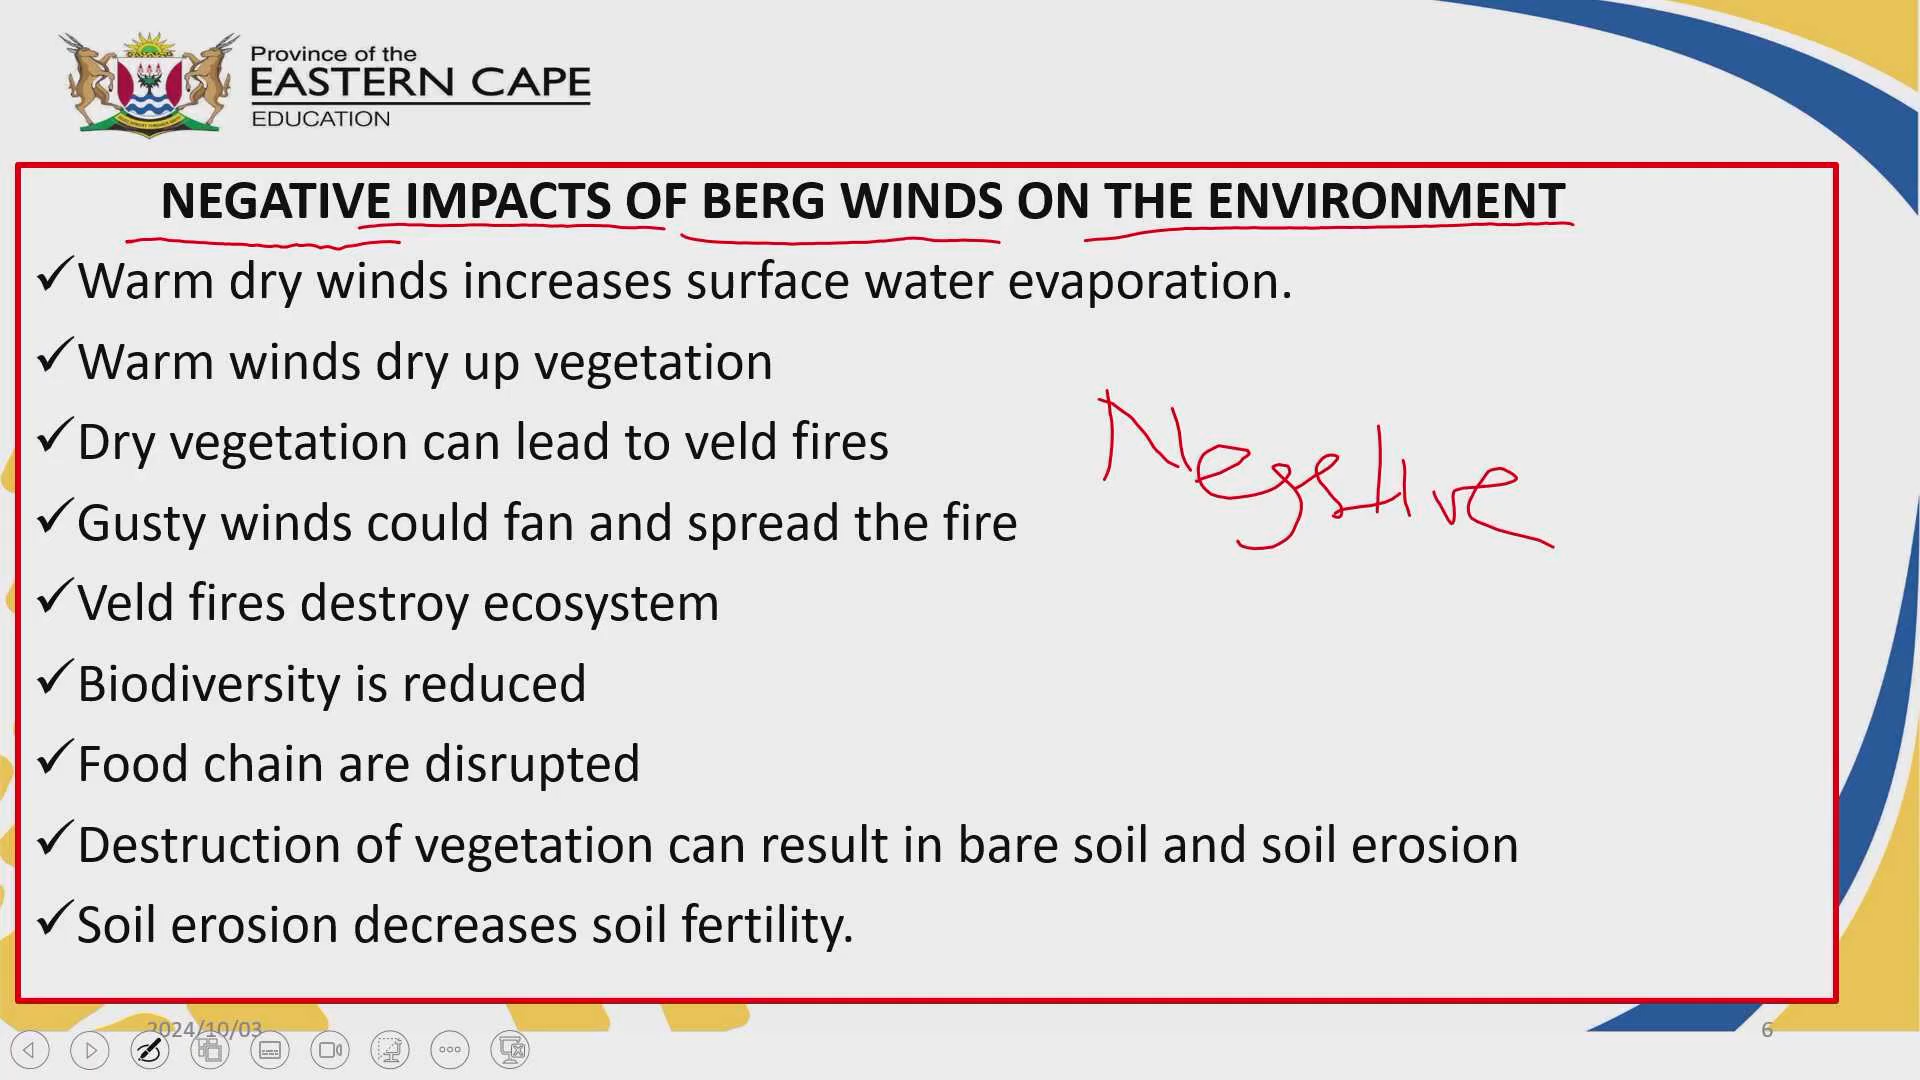 Province of the
EASTERN CAPE
EDUCATION
NEGATIVE IMPACTS OF BERG WINDS ON THE ENVIRONMENT
✓Warm dry winds increases surface water evaporation.
✓Warm winds dry up vegetation
✓Dry vegetation can lead to veld fires
✓Gusty winds could fan and spread the fire
Negative
✓Veld fires destroy ecosystem
✓Biodiversity is reduced
✓Food chain are disrupted
✓Destruction of vegetation can result in bare soil and soil erosion
✓Soil erosion decreases soil fertility.
2024/10/03
6